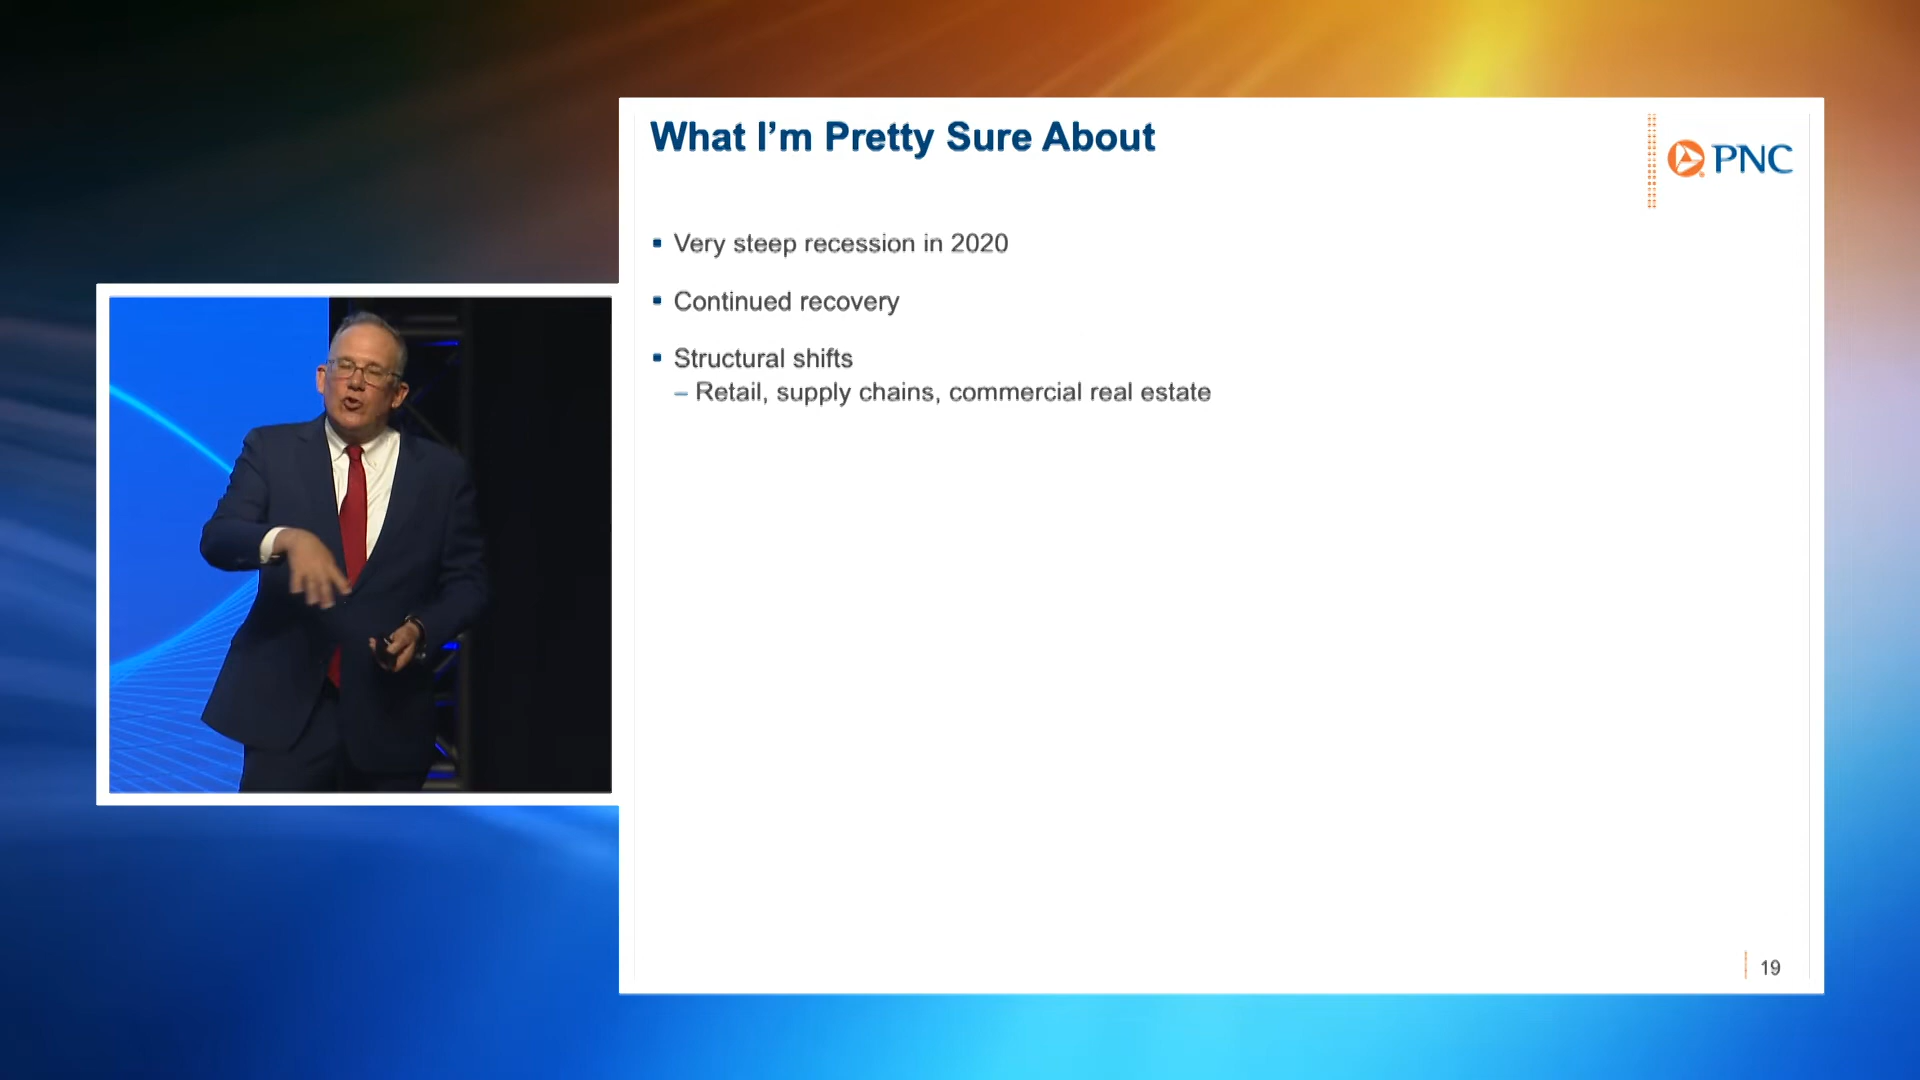 What I’m Pretty Sure About
PNC
Very steep recession in 2020
Continued recovery
Structural shifts
– Retail, supply chains, commercial real estate
19